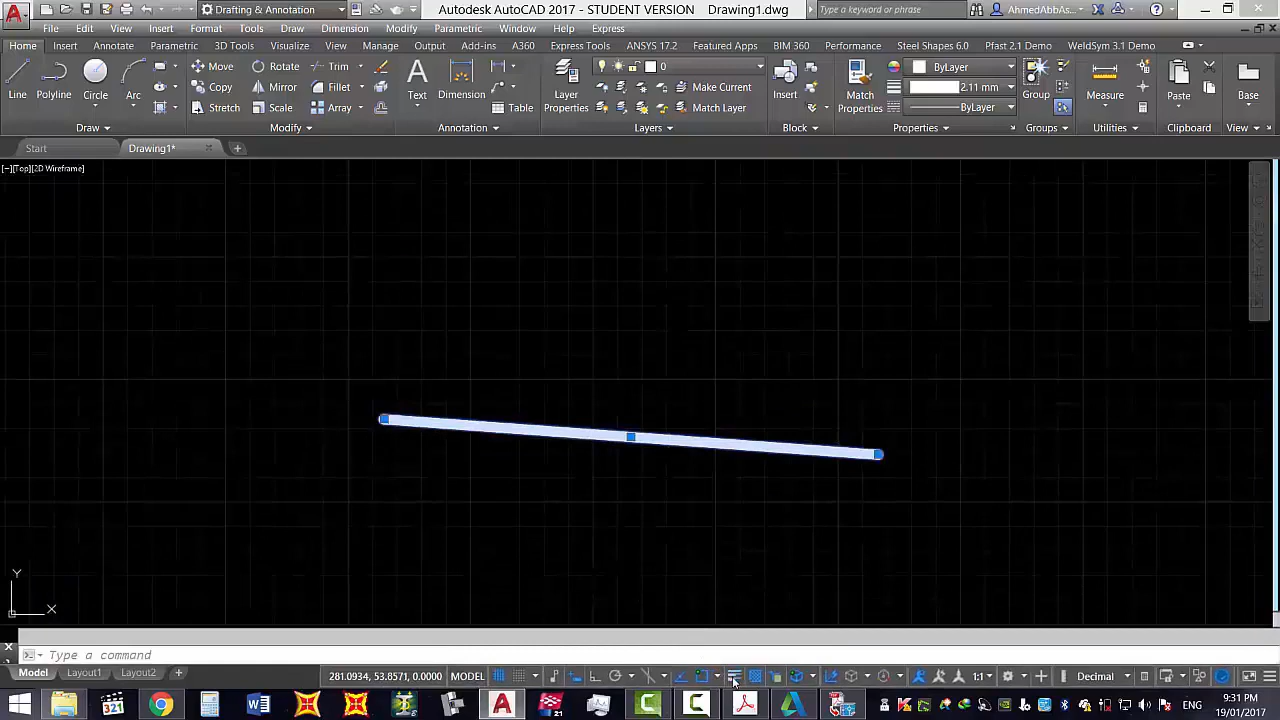 Drafting & Annotation
Autodesk AutoCAD 2017 - STUDENT VERSION Drawing1.dwg
Type a keyword or phrase
AhmedAbbAs...
File Edit View Insert Format Tools Draw Dimension Modify Parametric Window Help Express
Home Insert Annotate Parametric 3D Tools Visualize View Manage Output Add-ins A360 Express Tools ANSYS 17.2 Featured Apps BIM 360 Performance Steel Shapes 6.0 Pfast 2.1 Demo WeldSym 3.1 Demo
Move Rotate Trim 0 ByLayer
Copy Mirror Fillet Make Current 2.11 mm
Line Polyline Circle Arc Text Dimension Layer Properties Insert Match Properties Group Measure Paste Base
Stretch Scale Array Table Match Layer ByLayer
Draw Modify Annotation Layers Block Properties Groups Utilities Clipboard View
Start Drawing1* +
[−][Top][2D Wireframe]
Y
X
Type a command
Model Layout1 Layout2 + 281.0934, 53.8571, 0.0000 MODEL 1:1 Decimal
321 21 ENG 9:31 PM
19/01/2017